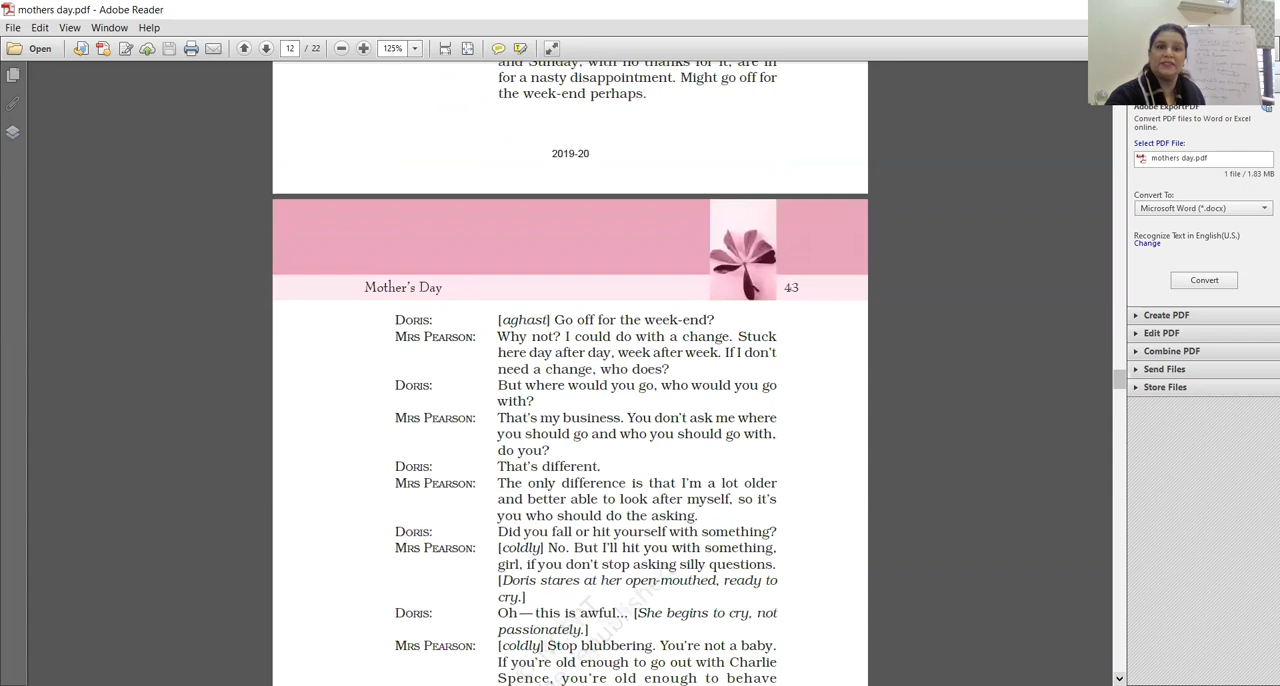 mothers day.pdf - Adobe Reader
File Edit View Window Help
Open 12 / 22 125%
and Sunday, with no thanks for it, are in
for a nasty disappointment. Might go off for
the week-end perhaps.
2019-20
Mother's Day 43
DORIS: [aghast] Go off for the week-end?
MRS PEARSON: Why not? I could do with a change. Stuck
here day after day, week after week. If I don't
need a change, who does?
DORIS: But where would you go, who would you go
with?
MRS PEARSON: That's my business. You don't ask me where
you should go and who you should go with,
do you?
DORIS: That's different.
MRS PEARSON: The only difference is that I'm a lot older
and better able to look after myself, so it's
you who should do the asking.
DORIS: Did you fall or hit yourself with something?
MRS PEARSON: [coldly] No. But I'll hit you with something,
girl, if you don't stop asking silly questions.
[Doris stares at her open-mouthed, ready to
cry.]
DORIS: Oh—this is awful... [She begins to cry, not
passionately.]
MRS PEARSON: [coldly] Stop blubbering. You're not a baby.
If you're old enough to go out with Charlie
Spence, you're old enough to behave
Adobe ExportPDF
Convert PDF files to Word or Excel
online.
Select PDF File:
mothers day.pdf
1 file / 1.83 MB
Convert To:
Microsoft Word (*.docx)
Recognize Text in English(U.S.)
Change
Convert
Create PDF
Edit PDF
Combine PDF
Send Files
Store Files